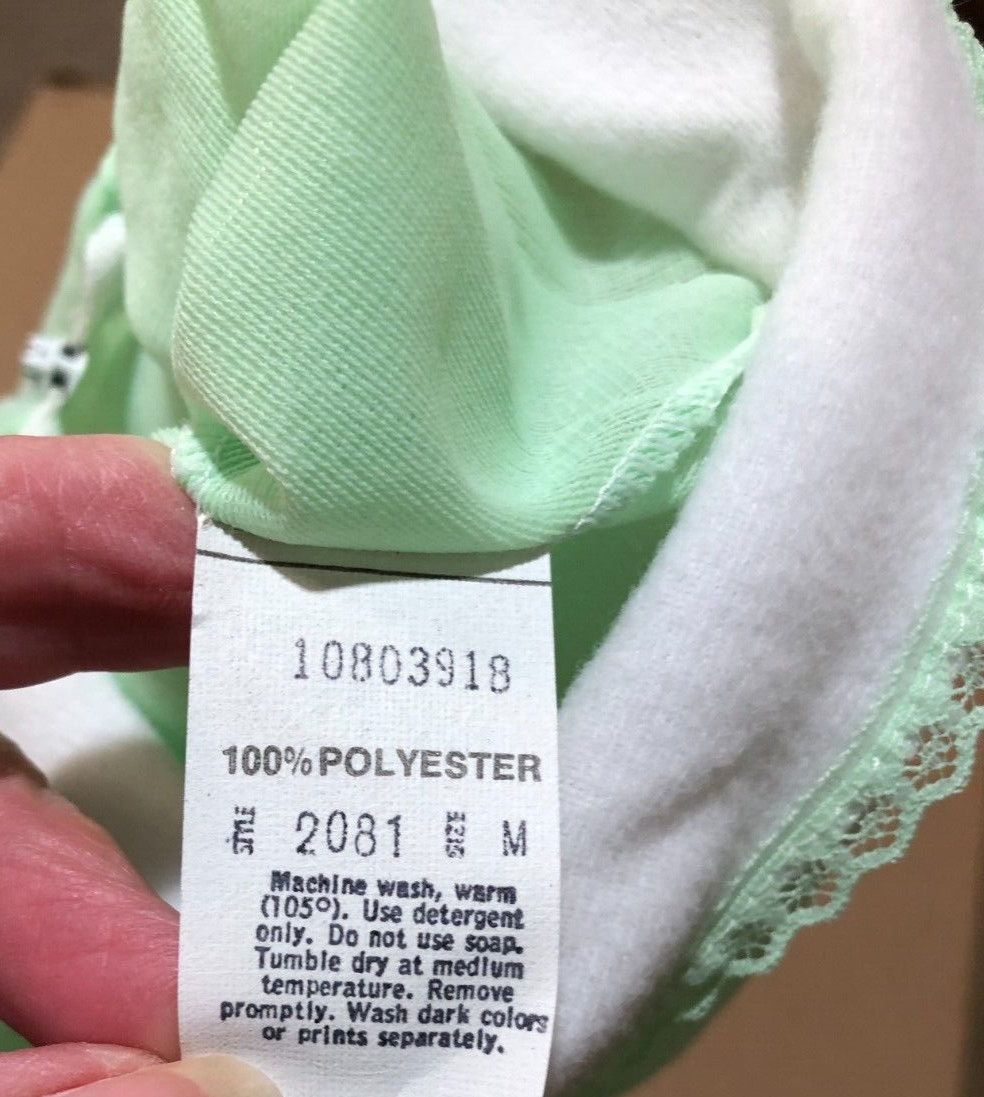 10803918
100% POLYESTER
STYLE 2081 SIZE M
Machine wash, warm
(105°). Use detergent
only. Do not use soap.
Tumble dry at medium
temperature. Remove
promptly. Wash dark colors
or prints separately.